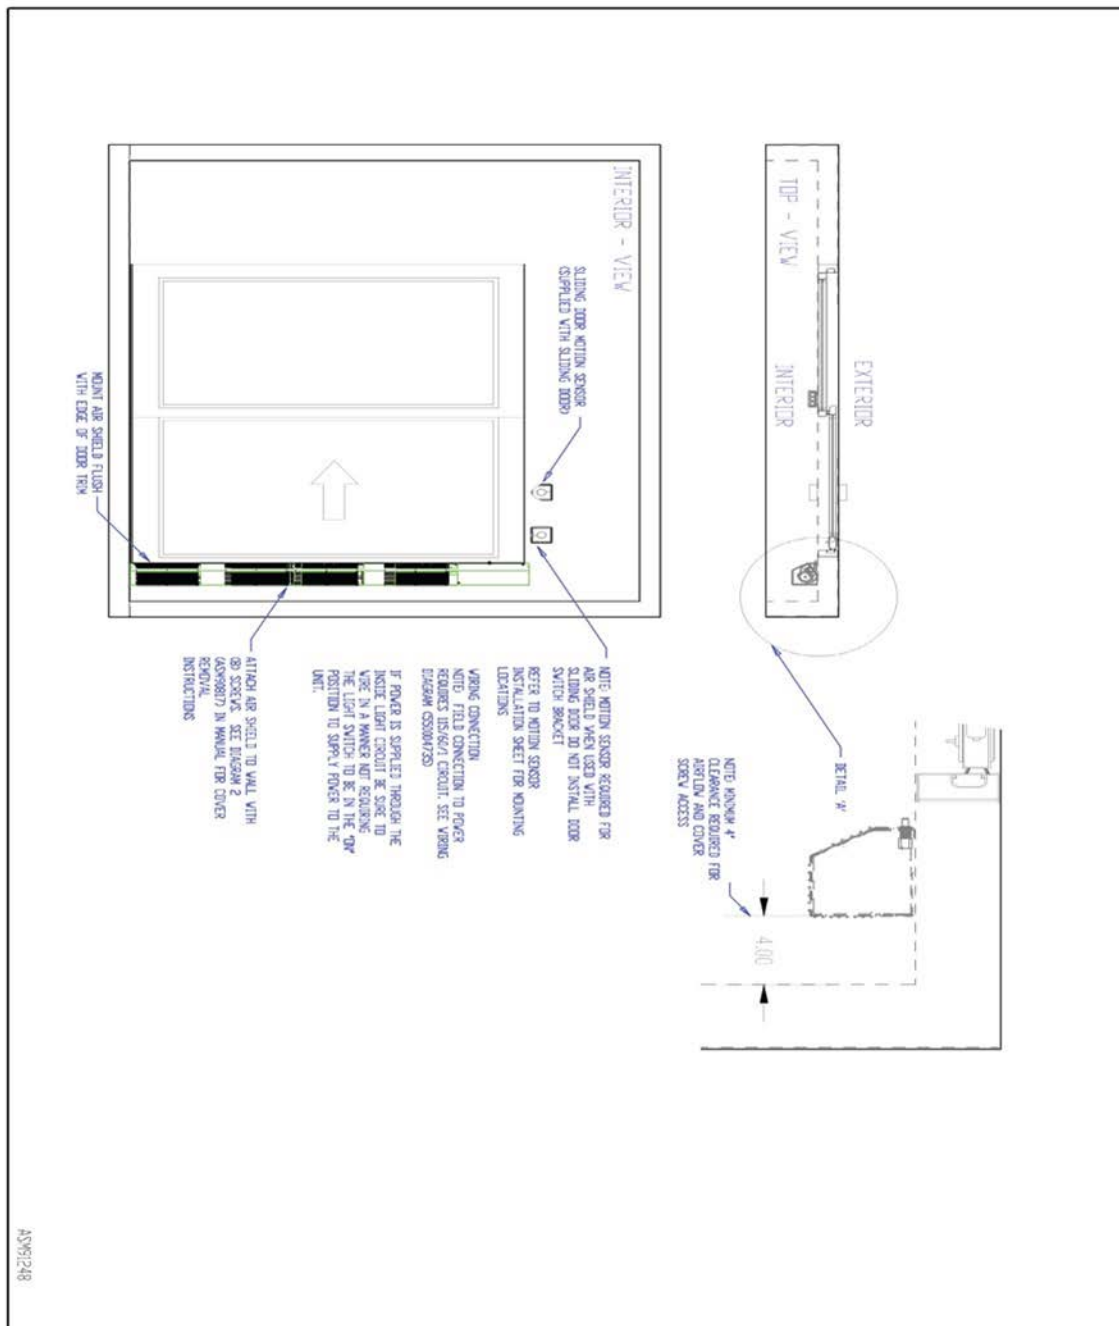 TOP - VIEW
EXTERIOR
INTERIOR
DETAIL 'A'
NOTE: MINIMUM 4"
CLEARANCE REQUIRED FOR
AIRFLOW AND COVER
SCREW ACCESS
4.00
INTERIOR - VIEW
SLIDING DOOR MOTION SENSOR
(SUPPLIED WITH SLIDING DOOR)
NOTE: MOTION SENSOR REQUIRED FOR
AIR SHIELD WHEN USED WITH
SLIDING DOOR DO NOT INSTALL DOOR
SWITCH BRACKET
REFER TO MOTION SENSOR
INSTALLATION SHEET FOR MOUNTING
LOCATIONS
WIRING CONNECTION
NOTE: FIELD CONNECTION TO POWER
REQUIRES 115/60/1 CIRCUIT. SEE WIRING
DIAGRAM (55S004735)
IF POWER IS SUPPLIED THROUGH THE
INSIDE LIGHT CIRCUIT BE SURE TO
WIRE IN A MANNER NOT REQUIRING
THE LIGHT SWITCH TO BE IN THE "ON"
POSITION TO SUPPLY POWER TO THE
UNIT.
ATTACH AIR SHIELD TO WALL WITH
(8) SCREWS. SEE DIAGRAM 2
(ASM90817) IN MANUAL FOR COVER
REMOVAL
INSTRUCTIONS
MOUNT AIR SHIELD FLUSH
WITH EDGE OF DOOR TRIM
ASM91248